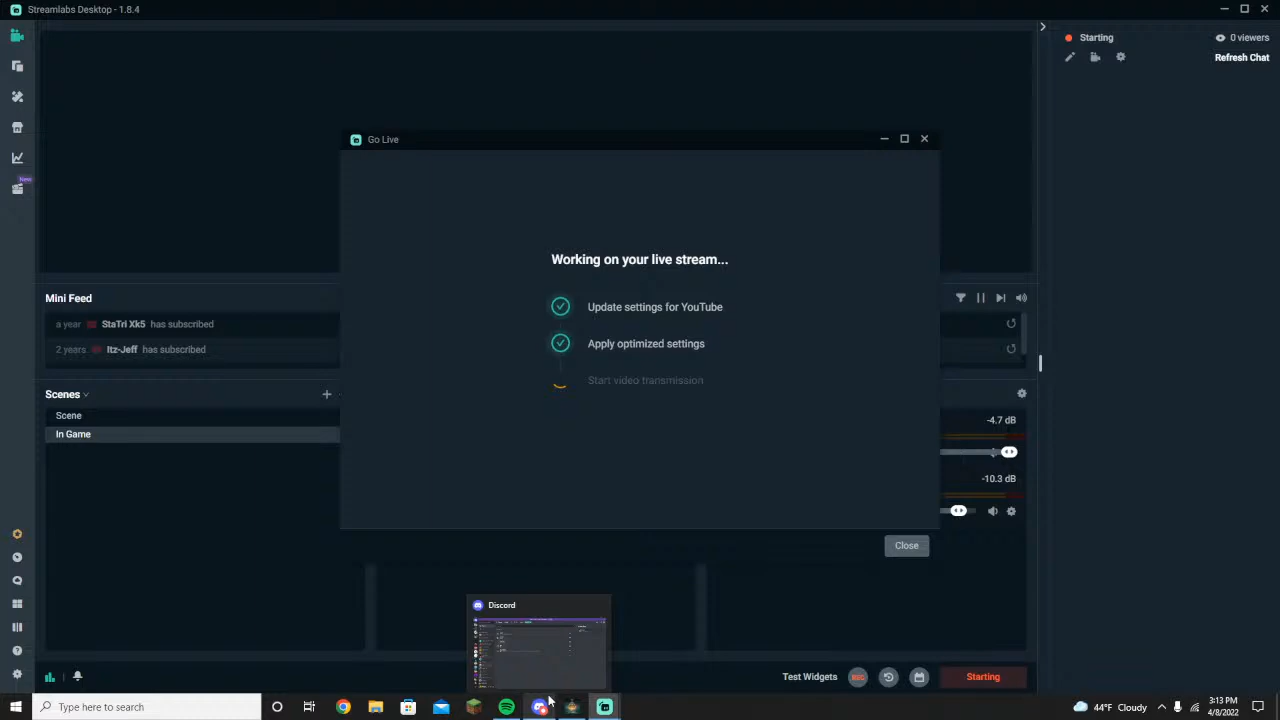 Streamlabs Desktop - 1.8.4
Starting
0 viewers
Refresh Chat
Go Live
New
Working on your live stream...
Update settings for YouTube
Apply optimized settings
Start video transmission
Mini Feed
a year StaTri Xk5 has subscribed
2 years Itz-Jeff has subscribed
Scenes
Scene
In Game
-4.7 dB
-10.3 dB
Close
Discord
Test Widgets
REC
Starting
Type here to search
44°F Cloudy
3:13 PM
4/8/2022